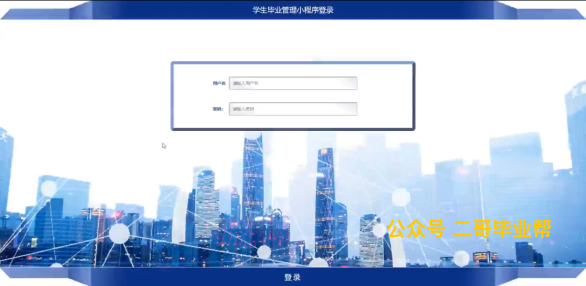 学生毕业管理小程序登录
用户名
请输入用户名
密码：
请输入密码
公众号 二哥毕业帮
登录